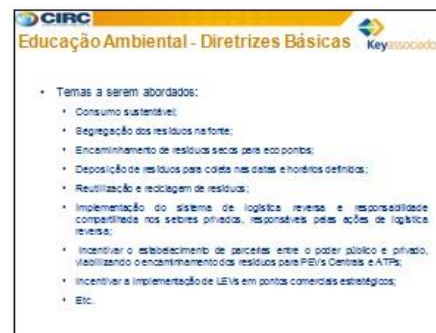 CIRC
Educação Ambiental - Diretrizes Básicas
Keyassociados
• Temas a serem abordados:
• Consumo sustentável;
• Segregação dos resíduos na fonte;
• Encaminhamento de resíduos secos para ecopontos;
• Deposição de resíduos para coleta nas datas e horários definidos;
• Reutilização e reciclagem de resíduos;
• Implementação do sistema de logística reversa e responsabilidade
compartilhada nos setores privados, responsáveis pelas ações de logística
reversa;
• Incentivar o estabelecimento de parcerias entre o poder público e privado,
viabilizando o encaminhamento dos resíduos para PEVs Centrais e ATPs;
• Incentivar a implementação de LEVs em pontos comerciais estratégicos;
• Etc.